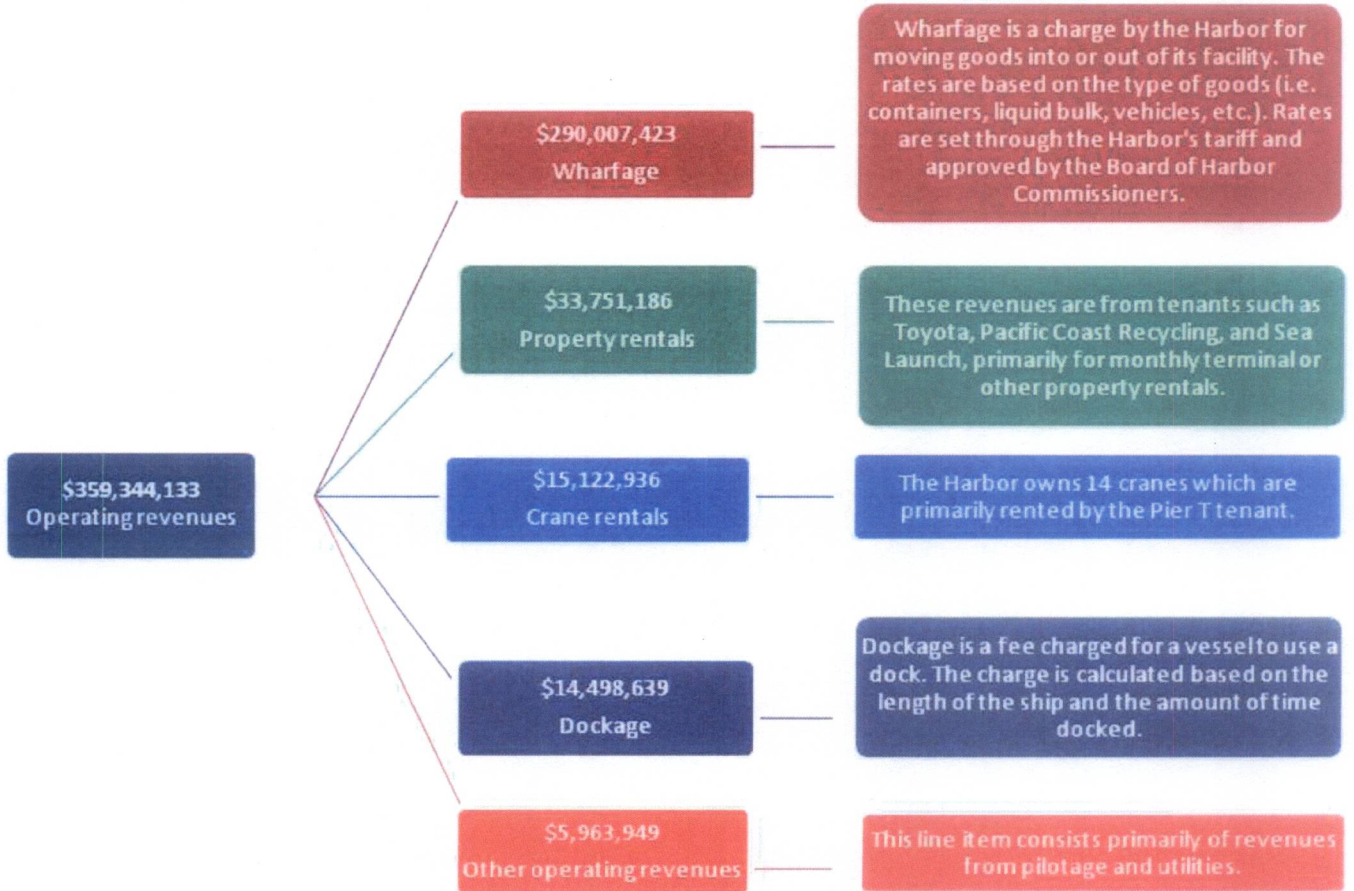 $359,344,133
Operating revenues
$290,007,423
Wharfage
Wharfage is a charge by the Harbor for
moving goods into or out of its facility. The
rates are based on the type of goods (i.e.
containers, liquid bulk, vehicles, etc.). Rates
are set through the Harbor's tariff and
approved by the Board of Harbor
Commissioners.
$33,751,186
Property rentals
These revenues are from tenants such as
Toyota, Pacific Coast Recycling, and Sea
Launch, primarily for monthly terminal or
other property rentals.
$15,122,936
Crane rentals
The Harbor owns 14 cranes which are
primarily rented by the Pier T tenant.
$14,498,639
Dockage
Dockage is a fee charged for a vessel to use a
dock. The charge is calculated based on the
length of the ship and the amount of time
docked.
$5,963,949
Other operating revenues
This line item consists primarily of revenues
from pilotage and utilities.